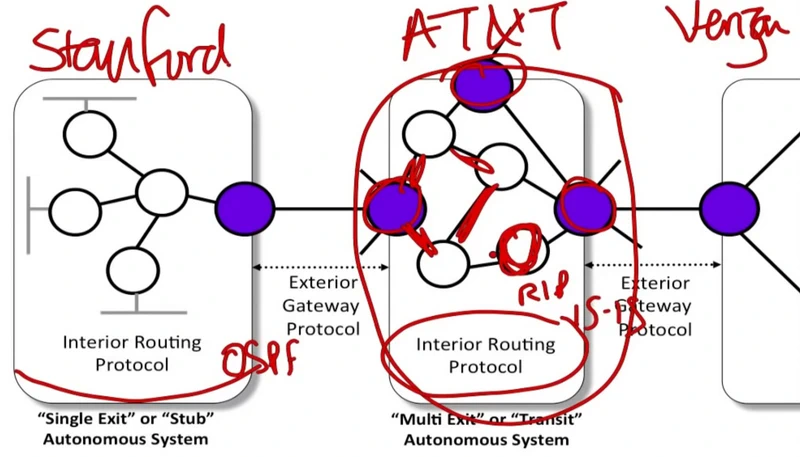 Stanford
AT&T
Verizon
Exterior
Gateway
Protocol
Exterior
Gateway
Protocol
RIP
IS-IS
Interior Routing
Protocol
OSPF
Interior Routing
Protocol
“Single Exit” or “Stub”
Autonomous System
“Multi Exit” or “Transit”
Autonomous System